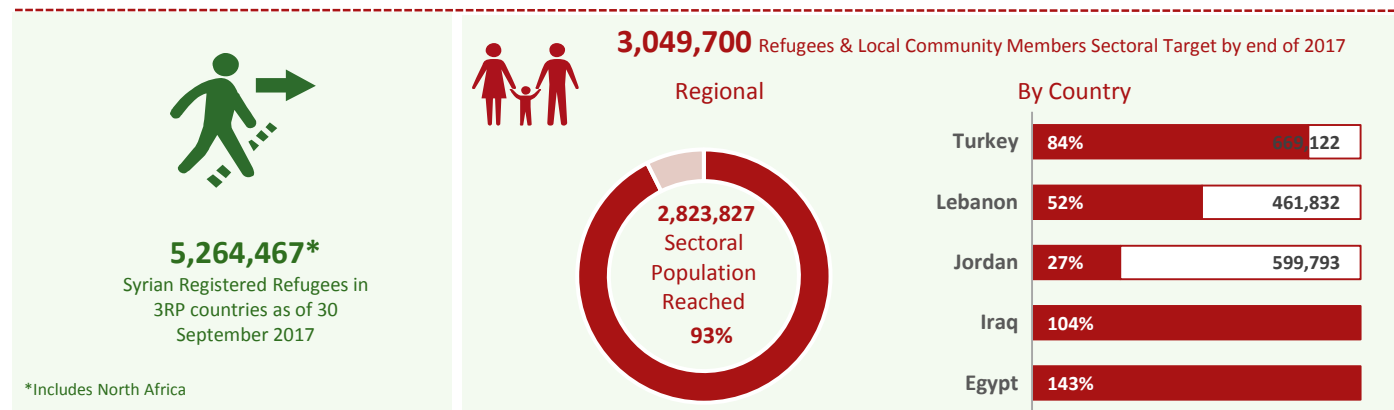 3,049,700 Refugees & Local Community Members Sectoral Target by end of 2017
5,264,467*
Syrian Registered Refugees in
3RP countries as of 30
September 2017
*Includes North Africa
Regional
2,823,827
Sectoral
Population
Reached
93%
By Country
Turkey 84% 669,122
Lebanon 52% 461,832
Jordan 27% 599,793
Iraq 104%
Egypt 143%